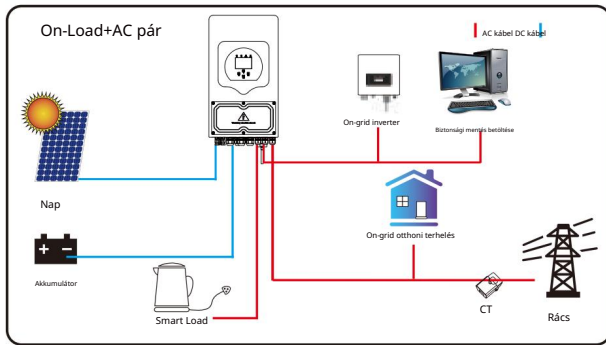 On-Load+AC pár
AC kábel DC kábel
On-grid inverter
Biztonsági mentés betöltése
Nap
On-grid otthoni terhelés
Akkumulátor
Smart Load
CT
Rács